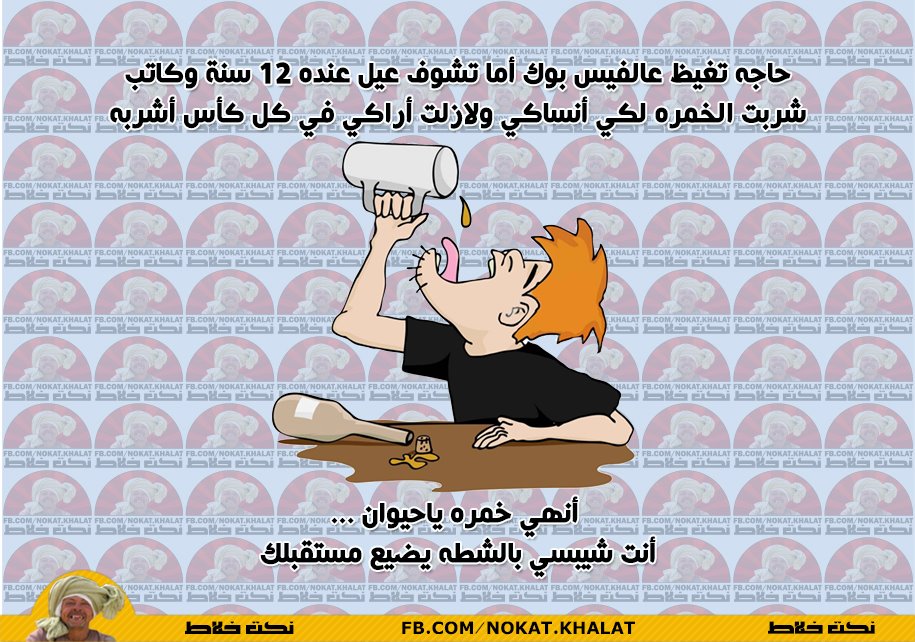 حاجه تغيظ عالفيس بوك أما تشوف عيل عنده 12 سنة وكاتب
شربت الخمره لكي أنساكي ولازلت أراكي في كل كأس أشربه
أنهي خمره ياحيوان ...
أنت شيبسي بالشطه يضيع مستقبلك
نكت خلاط FB.COM/NOKAT.KHALAT نكت خلاط